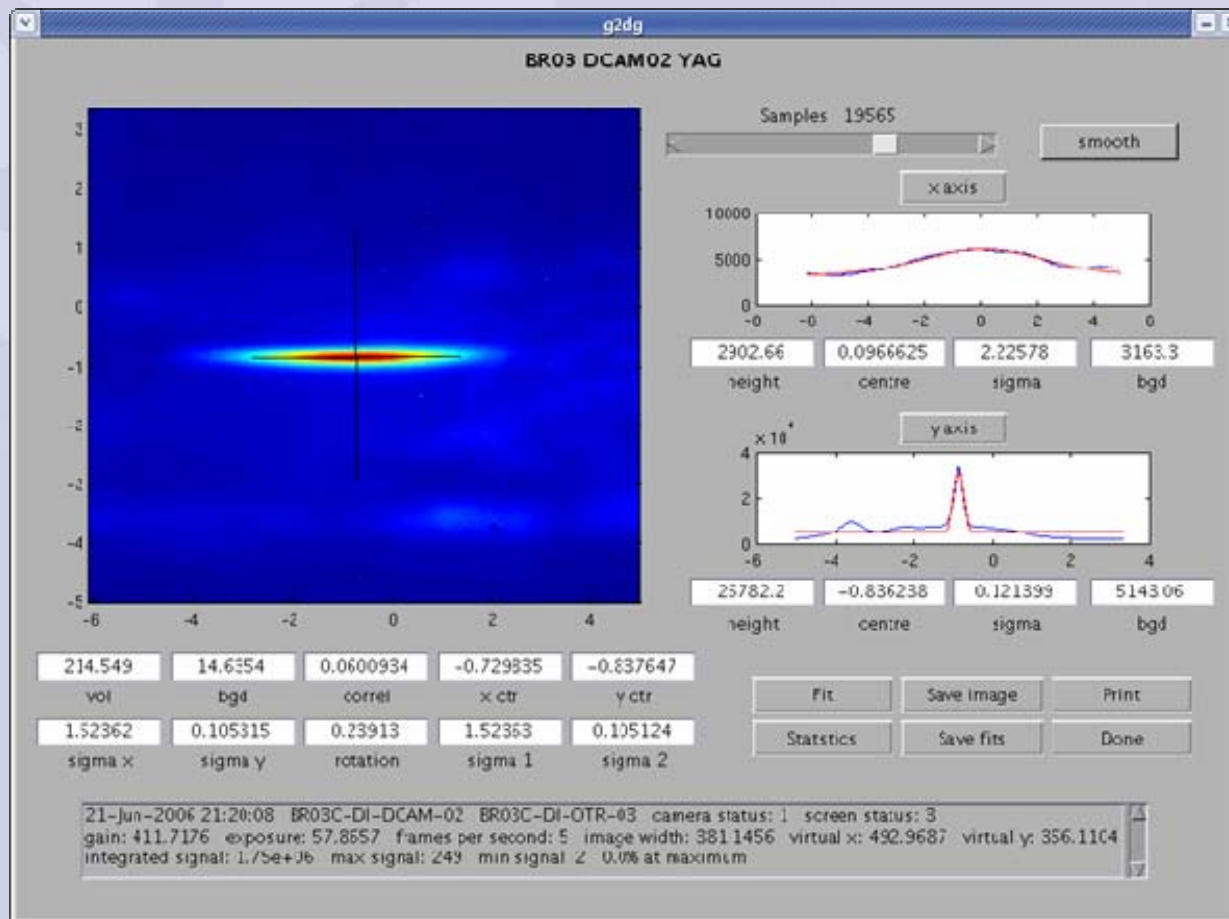 g2dg
BR03 DCAM02 YAG
Samples 19565
smooth
x axis
10000
5000
0
-0 -6 -4 -2 0 2 4 6
2902.66 0.0966625 2.22578 3163.3
height centre sigma bgd
y axis
× 10⁴
4
2
0
-6 -4 -2 0 2 4
-0.836238 0.121399 5143.06
height centre sigma bgd
3
2
1
0
-1
-2
-2
-4
-5
-6 -4 -2 0 2 4
214.549 14.6354 0.0600934 -0.729835 -0.837647
vol bgd correl x ctr y ctr
1.52362 0.105315 0.23913 1.52363 0.105124
sigma x sigma y rotation sigma 1 sigma 2
Fit Save image Print
Statstics Save fits Done
21-Jun-2006 21:20:08 BR03C-DI-DCAM-02 BR03C-DI-OTR-03 camera status: 1 screen status: 3
gain: 411.7176 exposure: 57.8657 frames per second: 5 image width: 381.1456 virtual x: 492.9687 virtual y: 356.1104
integrated signal: 1.75e+06 max signal: 249 min signal: 2 0.0% at maximum